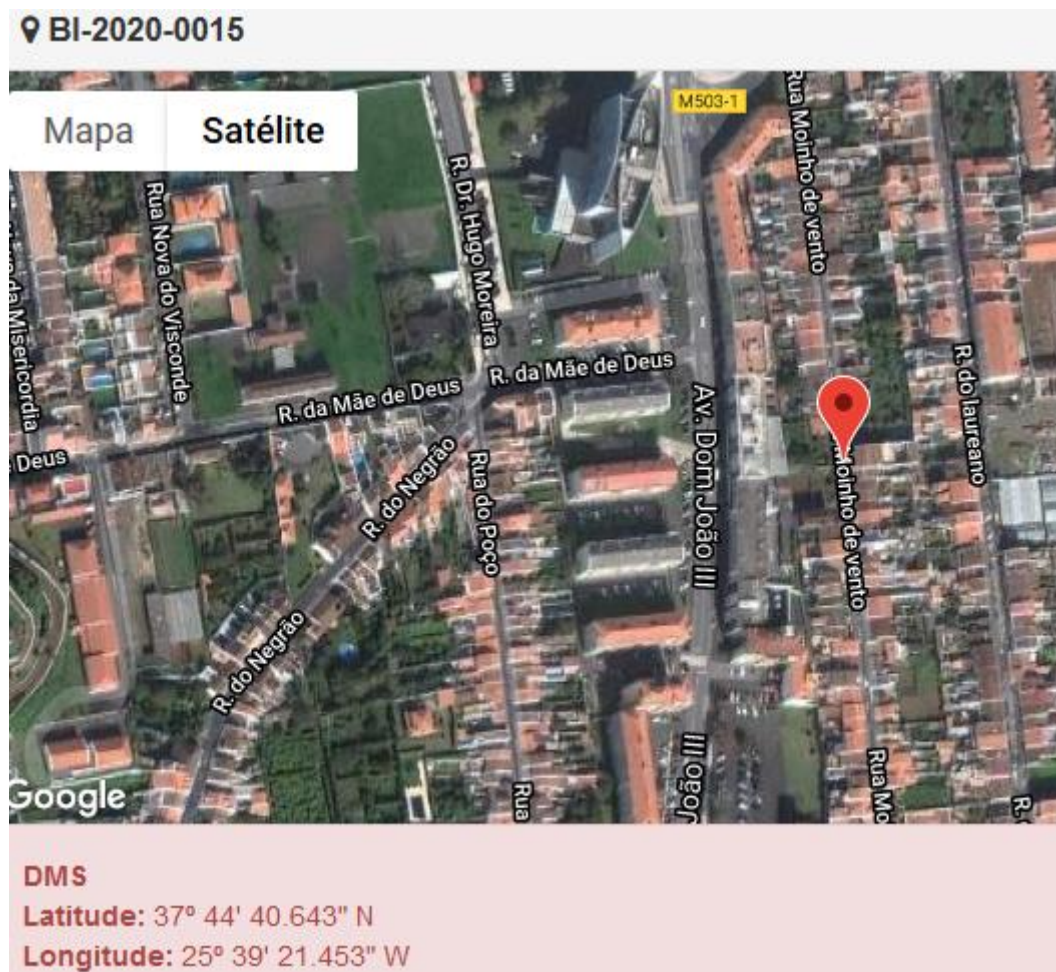 BI-2020-0015
Mapa
Satélite
M503-1
Rua Moinho de vento
R. Dr. Hugo Moreira
Rua Nova do Visconde
da Misericordia
R. da Mãe de Deus
R. da Mãe de Deus
Deus
Av. Dom João III
R. do laureano
Moinho de vento
R. do Negrão
Rua do Poço
R. do Negrão
João III
Rua Mo
Rua
R.
Google
DMS
Latitude: 37º 44' 40.643" N
Longitude: 25º 39' 21.453" W